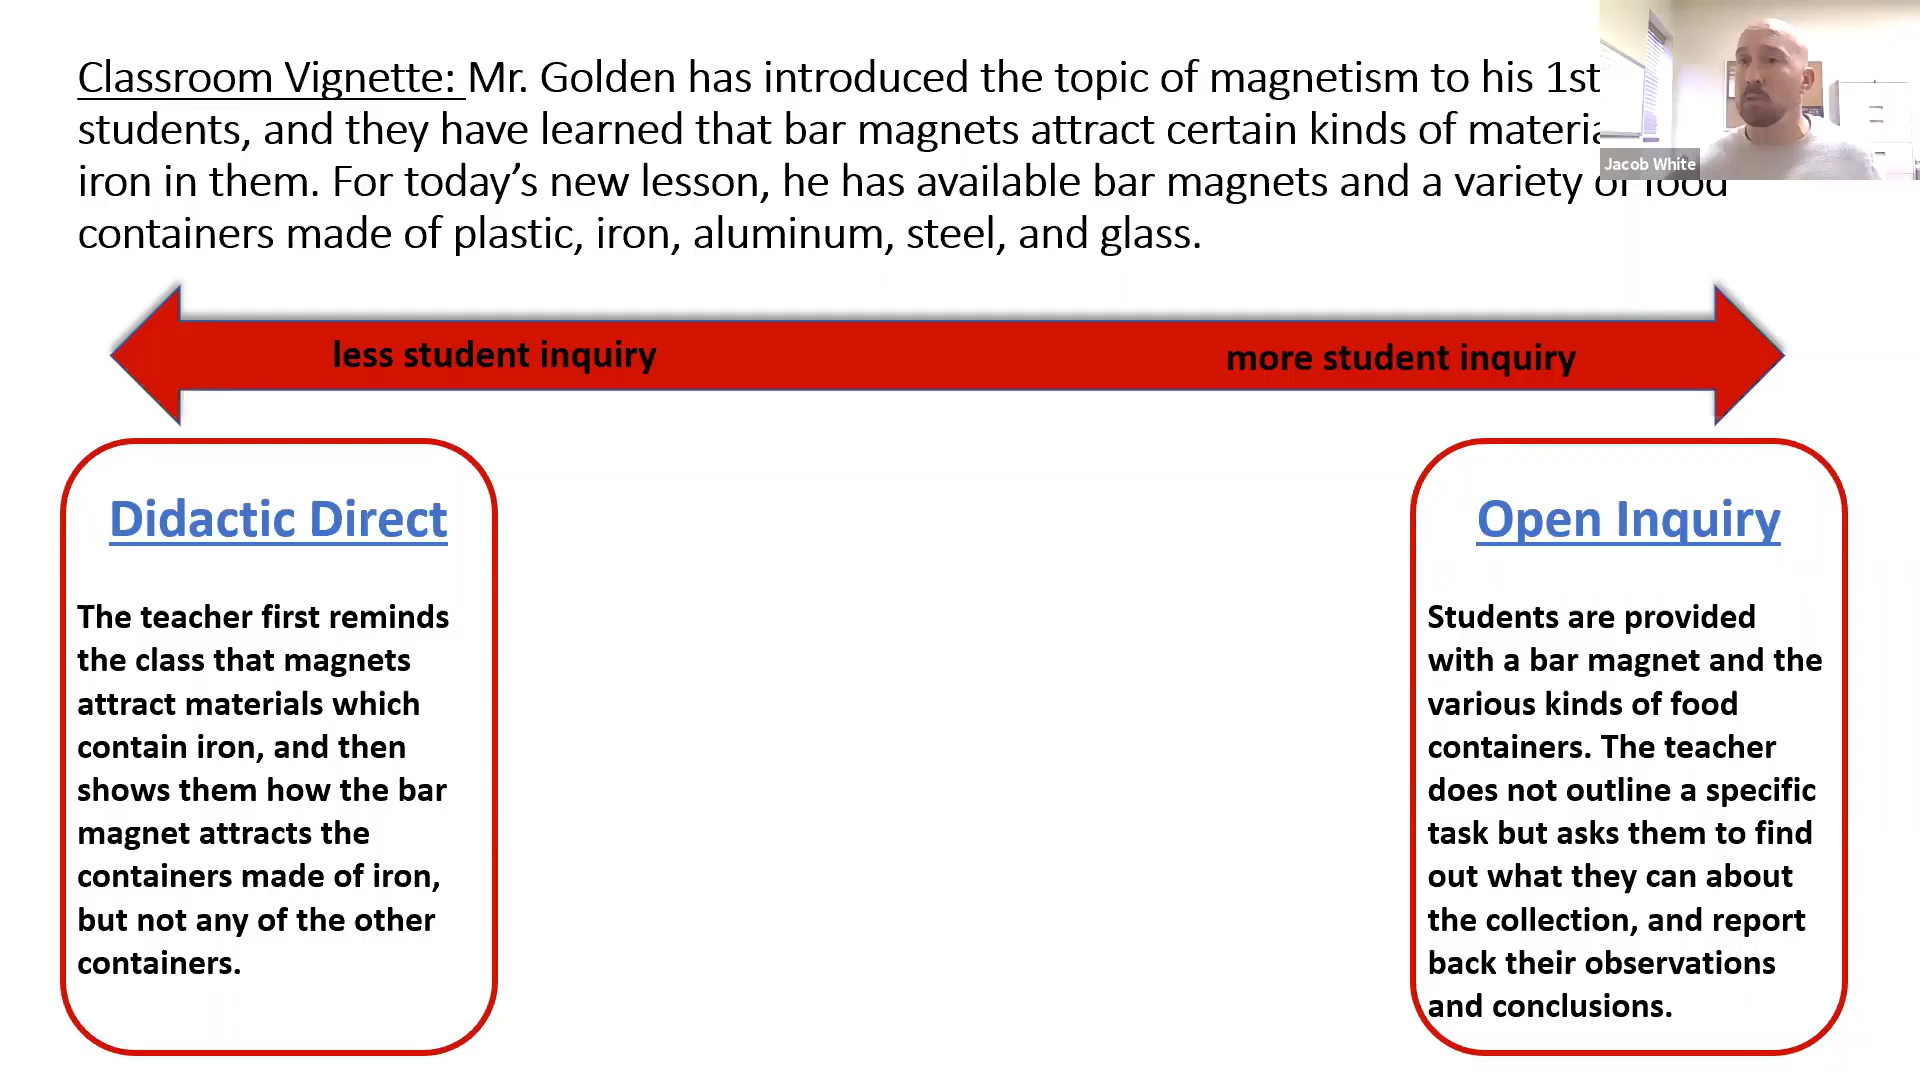 Classroom Vignette: Mr. Golden has introduced the topic of magnetism to his 1st
students, and they have learned that bar magnets attract certain kinds of
iron in them. For today’s new lesson, he has available bar magnets and a variety of food
containers made of plastic, iron, aluminum, steel, and glass.
Jacob White
less student inquiry
more student inquiry
Didactic Direct
The teacher first reminds
the class that magnets
attract materials which
contain iron, and then
shows them how the bar
magnet attracts the
containers made of iron,
but not any of the other
containers.
Open Inquiry
Students are provided
with a bar magnet and the
various kinds of food
containers. The teacher
does not outline a specific
task but asks them to find
out what they can about
the collection, and report
back their observations
and conclusions.